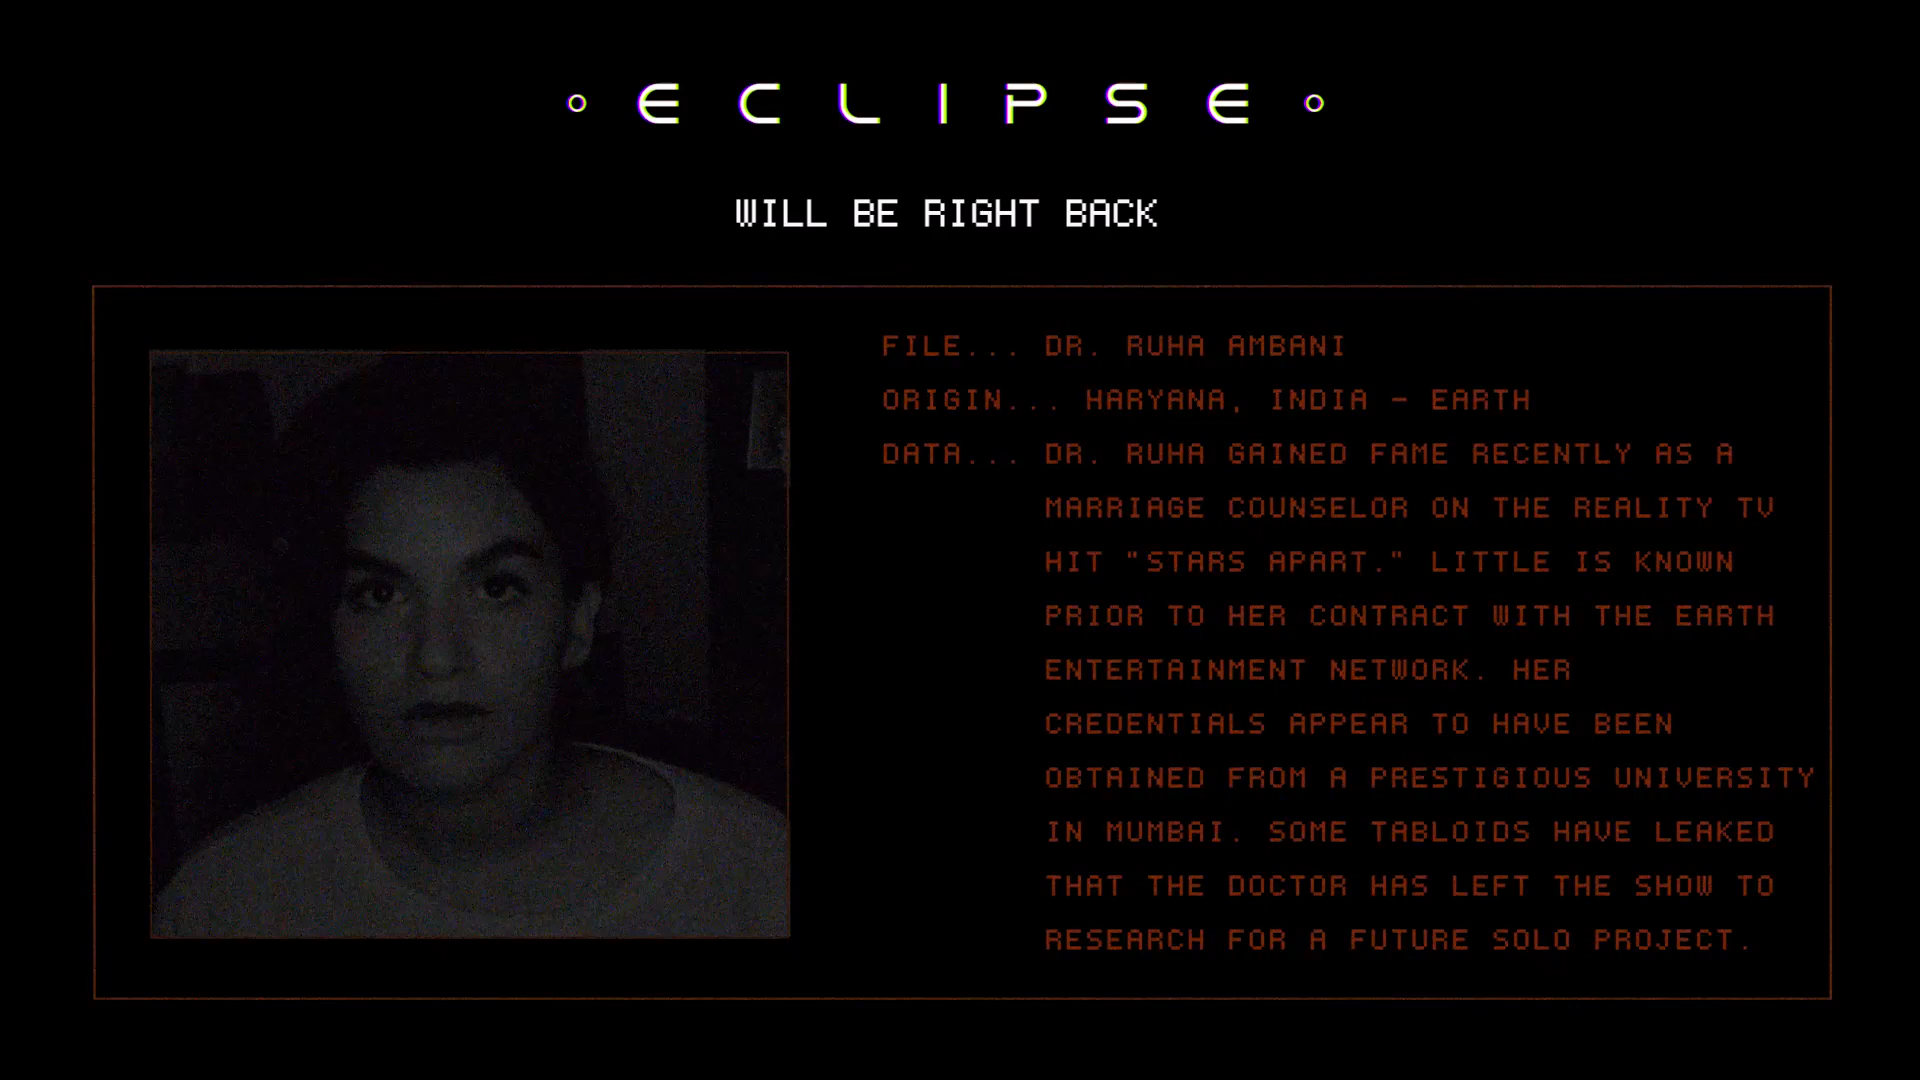 ◦ECLIPSE◦
WILL BE RIGHT BACK
FILE... DR. RUHA AMBANI
ORIGIN... HARYANA, INDIA - EARTH
DATA... DR. RUHA GAINED FAME RECENTLY AS A
MARRIAGE COUNSELOR ON THE REALITY TV
HIT "STARS APART." LITTLE IS KNOWN
PRIOR TO HER CONTRACT WITH THE EARTH
ENTERTAINMENT NETWORK. HER
CREDENTIALS APPEAR TO HAVE BEEN
OBTAINED FROM A PRESTIGIOUS UNIVERSITY
IN MUMBAI. SOME TABLOIDS HAVE LEAKED
THAT THE DOCTOR HAS LEFT THE SHOW TO
RESEARCH FOR A FUTURE SOLO PROJECT.